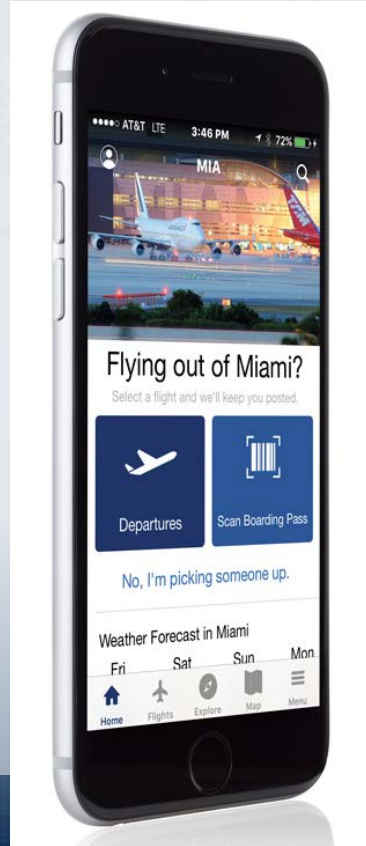 AT&T LTE 3:46 PM 72%
MIA
MIAMI
TAM
Flying out of Miami?
Select a flight and we'll keep you posted.
Departures Scan Boarding Pass
No, I'm picking someone up.
Weather Forecast in Miami
Fri Sat Sun Mon
Home Flights Explore Map Menu